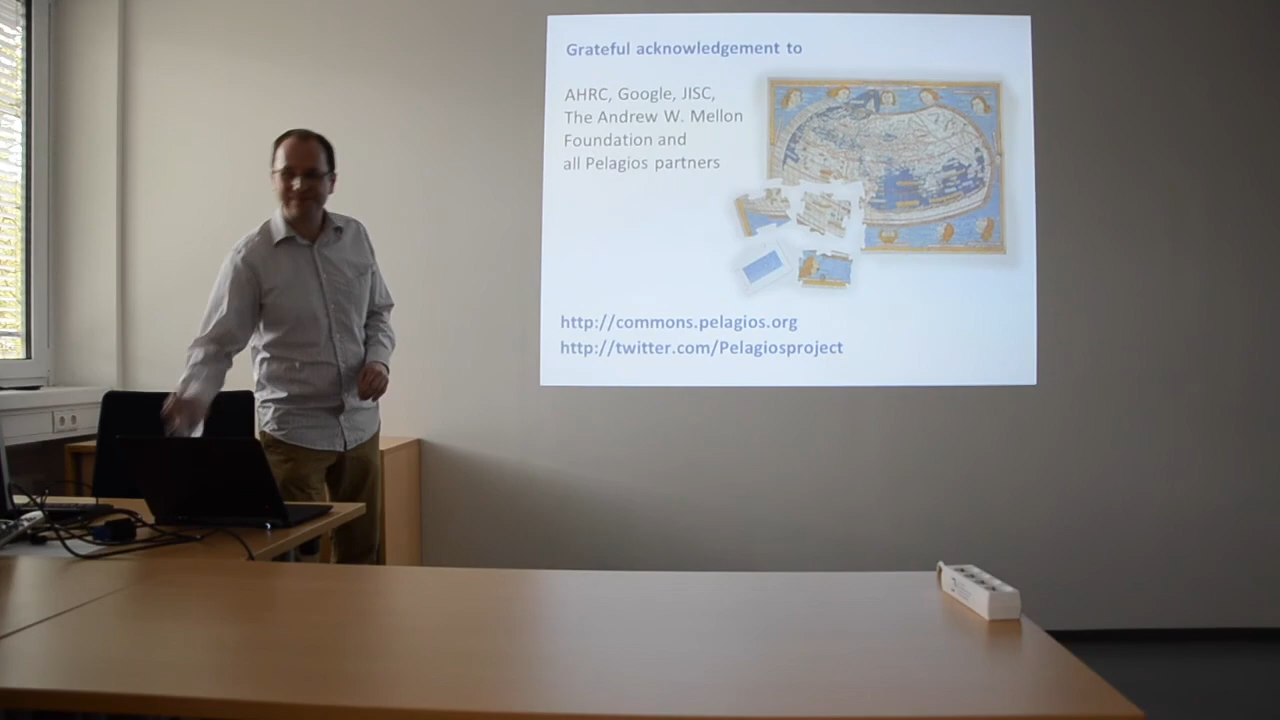 Grateful acknowledgement to
AHRC, Google, JISC,
The Andrew W. Mellon
Foundation and
all Pelagios partners
http://commons.pelagios.org
http://twitter.com/Pelagiosproject